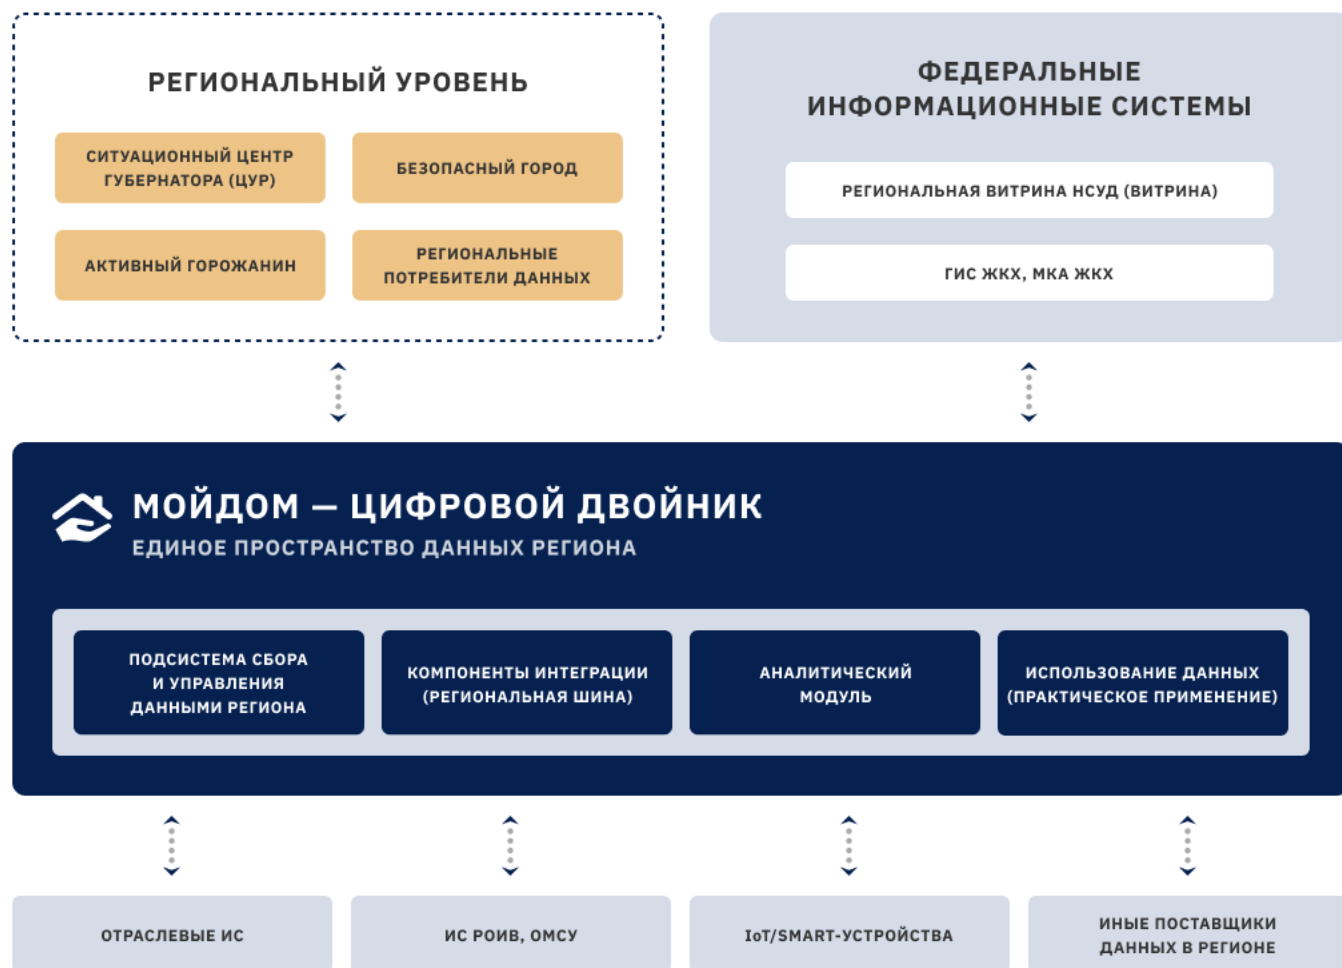 РЕГИОНАЛЬНЫЙ УРОВЕНЬ
СИТУАЦИОННЫЙ ЦЕНТР
ГУБЕРНАТОРА (ЦУР)
БЕЗОПАСНЫЙ ГОРОД
АКТИВНЫЙ ГОРОЖАНИН
РЕГИОНАЛЬНЫЕ
ПОТРЕБИТЕЛИ ДАННЫХ
ФЕДЕРАЛЬНЫЕ
ИНФОРМАЦИОННЫЕ СИСТЕМЫ
РЕГИОНАЛЬНАЯ ВИТРИНА НСУД (ВИТРИНА)
ГИС ЖКХ, МКА ЖКХ
МОЙДОМ — ЦИФРОВОЙ ДВОЙНИК
ЕДИНОЕ ПРОСТРАНСТВО ДАННЫХ РЕГИОНА
ПОДСИСТЕМА СБОРА
И УПРАВЛЕНИЯ
ДАННЫМИ РЕГИОНА
КОМПОНЕНТЫ ИНТЕГРАЦИИ
(РЕГИОНАЛЬНАЯ ШИНА)
АНАЛИТИЧЕСКИЙ
МОДУЛЬ
ИСПОЛЬЗОВАНИЕ ДАННЫХ
(ПРАКТИЧЕСКОЕ ПРИМЕНЕНИЕ)
ОТРАСЛЕВЫЕ ИС
ИС РОИВ, ОМСУ
IoT/SMART-УСТРОЙСТВА
ИНЫЕ ПОСТАВЩИКИ
ДАННЫХ В РЕГИОНЕ